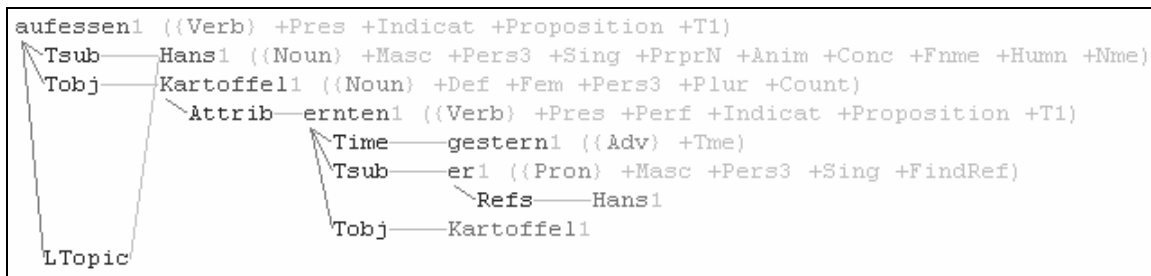 aufessen1 ({Verb} +Pres +Indicat +Proposition +T1)
Tsub Hans1 ({Noun} +Masc +Pers3 +Sing +PrprN +Anim +Conc +Fnme +Humn +Nme)
Tobj Kartoffel1 ({Noun} +Def +Fem +Pers3 +Plur +Count)
Attrib ernten1 ({Verb} +Pres +Perf +Indicat +Proposition +T1)
Time gestern1 ({Adv} +Tme)
Tsub er1 ({Pron} +Masc +Pers3 +Sing +FindRef)
Refs Hans1
Tobj Kartoffel1
LTopic